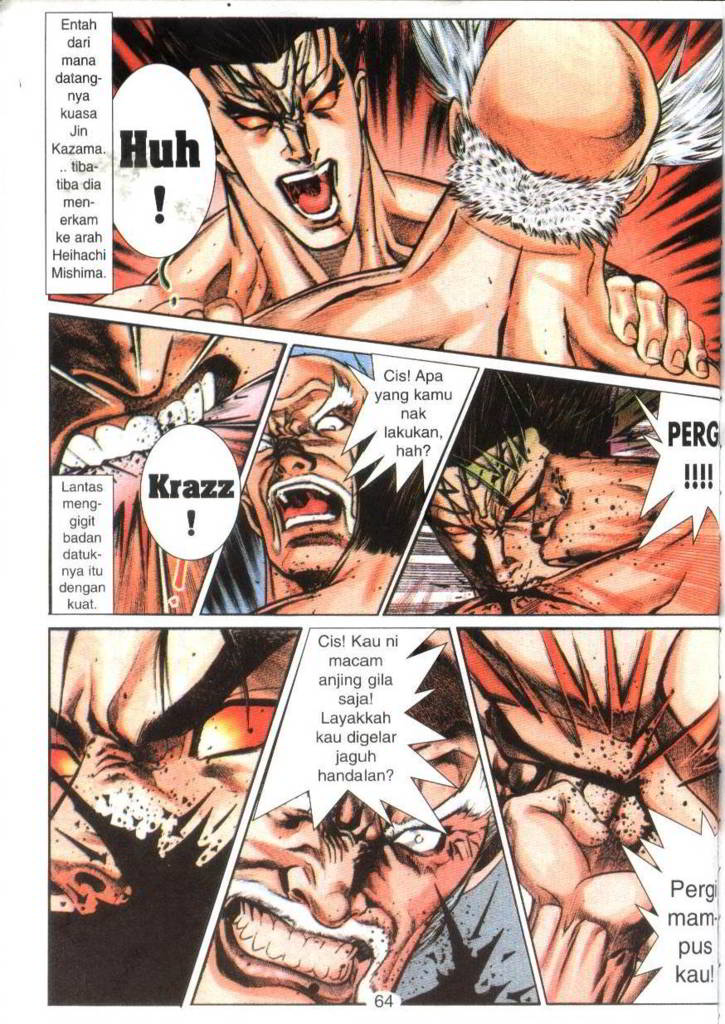 Entah
dari
mana
datang-
nya
kuasa
Jin
Kazama.
.. tiba-
tiba dia
men-
erkam
ke arah
Heihachi
Mishima.
Huh
!
Cis! Apa
yang kamu
nak
lakukan,
hah?
PERG
!!!!
Krazz
!
Lantas
meng-
gigit
badan
datuk-
nya itu
dengan
kuat.
Cis! Kau ni
macam
anjing gila
saja!
Layakkah
kau digelar
jaguh
handalan?
Pergi
mam-
pus
kau!
64